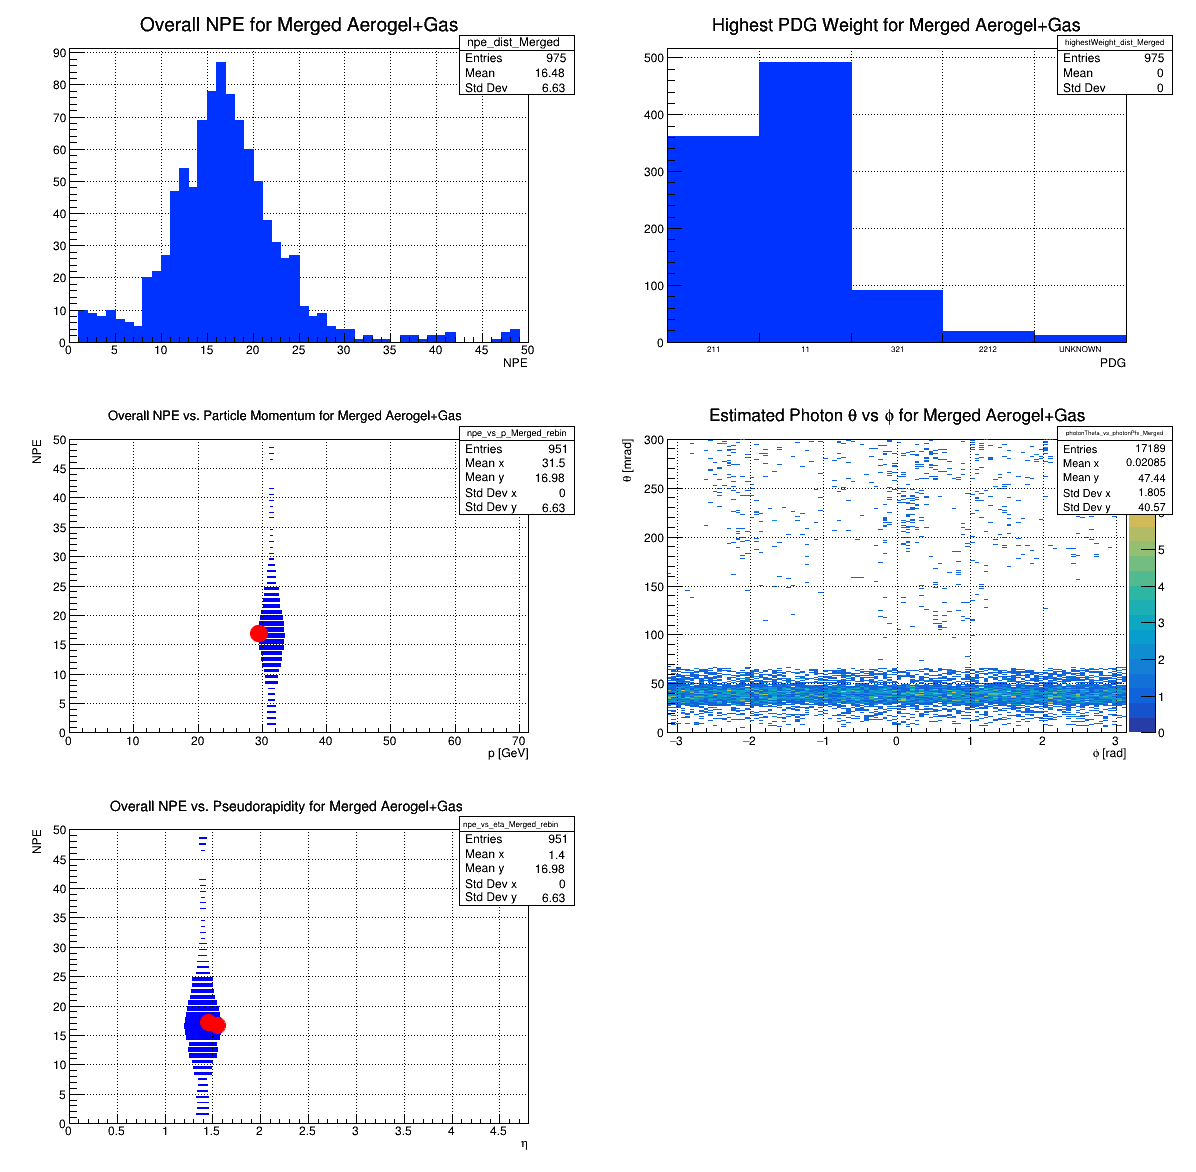 Overall NPE for Merged Aerogel+Gas
npe_dist_Merged
Entries 975
Mean 16.48
Std Dev 6.63
90
80
70
60
50
40
30
20
10
0
0 5 10 15 20 25 30 35 40 45 50
NPE
Highest PDG Weight for Merged Aerogel+Gas
highestWeight_dist_Merged
Entries 975
Mean 0
Std Dev 0
500
400
300
200
100
0
211 11 321 2212 UNKNOWN
PDG
Overall NPE vs. Particle Momentum for Merged Aerogel+Gas
npe_vs_p_Merged_rebin
Entries 951
Mean x 31.5
Mean y 16.98
Std Dev x 0
Std Dev y 6.63
NPE
50
45
40
35
30
25
20
15
10
5
0
0 10 20 30 40 50 60 70
p [GeV]
Estimated Photon θ vs ϕ for Merged Aerogel+Gas
photonTheta_vs_photonPhi_Merged
Entries 17189
Mean x 0.02085
Mean y 47.44
Std Dev x 1.805
Std Dev y 40.57
θ [mrad]
300
250
200
150
100
50
0
−3 −2 −1 0 1 2 3
ϕ [rad]
5
4
3
2
1
0
Overall NPE vs. Pseudorapidity for Merged Aerogel+Gas
npe_vs_eta_Merged_rebin
Entries 951
Mean x 1.4
Mean y 16.98
Std Dev x 0
Std Dev y 6.63
NPE
50
45
40
35
30
25
20
15
10
5
0
0 0.5 1 1.5 2 2.5 3 3.5 4 4.5
η